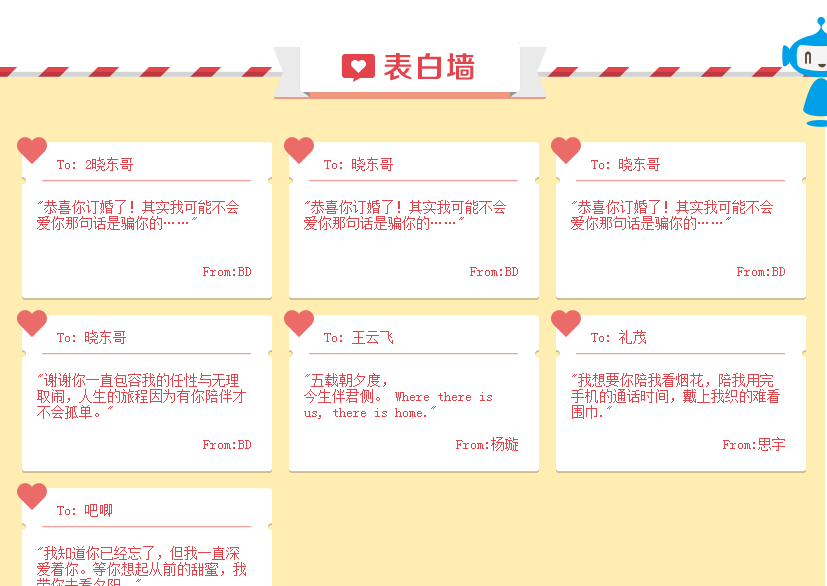 表白墙
To: 2晓东哥
"恭喜你订婚了！其实我可能不会
爱你那句话是骗你的……"
From:BD
To: 晓东哥
"恭喜你订婚了！其实我可能不会
爱你那句话是骗你的……"
From:BD
To: 晓东哥
"恭喜你订婚了！其实我可能不会
爱你那句话是骗你的……"
From:BD
To: 晓东哥
"谢谢你一直包容我的任性与无理
取闹，人生的旅程因为有你陪伴才
不会孤单。"
From:BD
To: 王云飞
"五载朝夕度，
今生伴君侧。 Where there is
us, there is home."
From:杨璇
To: 礼茂
"我想要你陪我看烟花，陪我用完
手机的通话时间，戴上我织的难看
围巾."
From:思宇
To: 吧唧
"我知道你已经忘了，但我一直深
爱着你。等你想起从前的甜蜜，我
带你去看夕阳。"